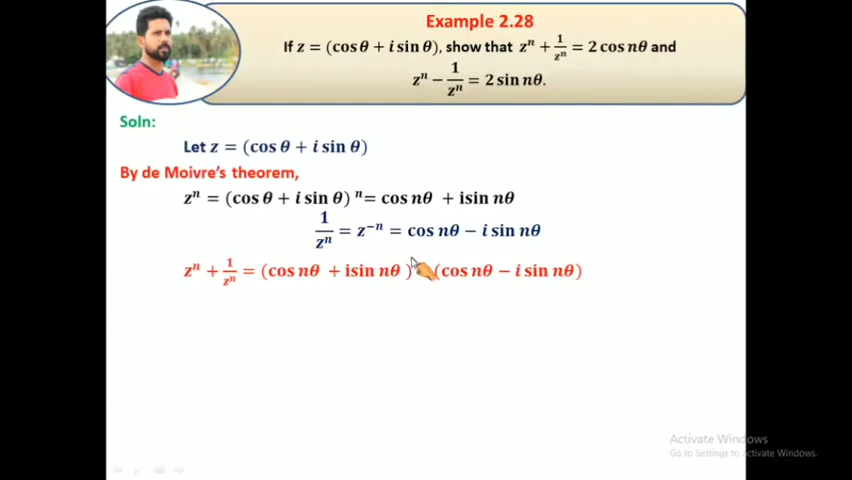 Example 2.28
If z = (cos θ + i sin θ), show that zⁿ + 1/zⁿ = 2 cos nθ and
zⁿ − 1/zⁿ = 2 sin nθ.
Soln:
Let z = (cos θ + i sin θ)
By de Moivre's theorem,
zⁿ = (cos θ + i sin θ) ⁿ= cos nθ + isin nθ
1/zⁿ = z⁻ⁿ = cos nθ − i sin nθ
zⁿ + 1/zⁿ = (cos nθ + isin nθ ) (cos nθ − i sin nθ)
Activate Windows
Go to Settings to Activate Windows.